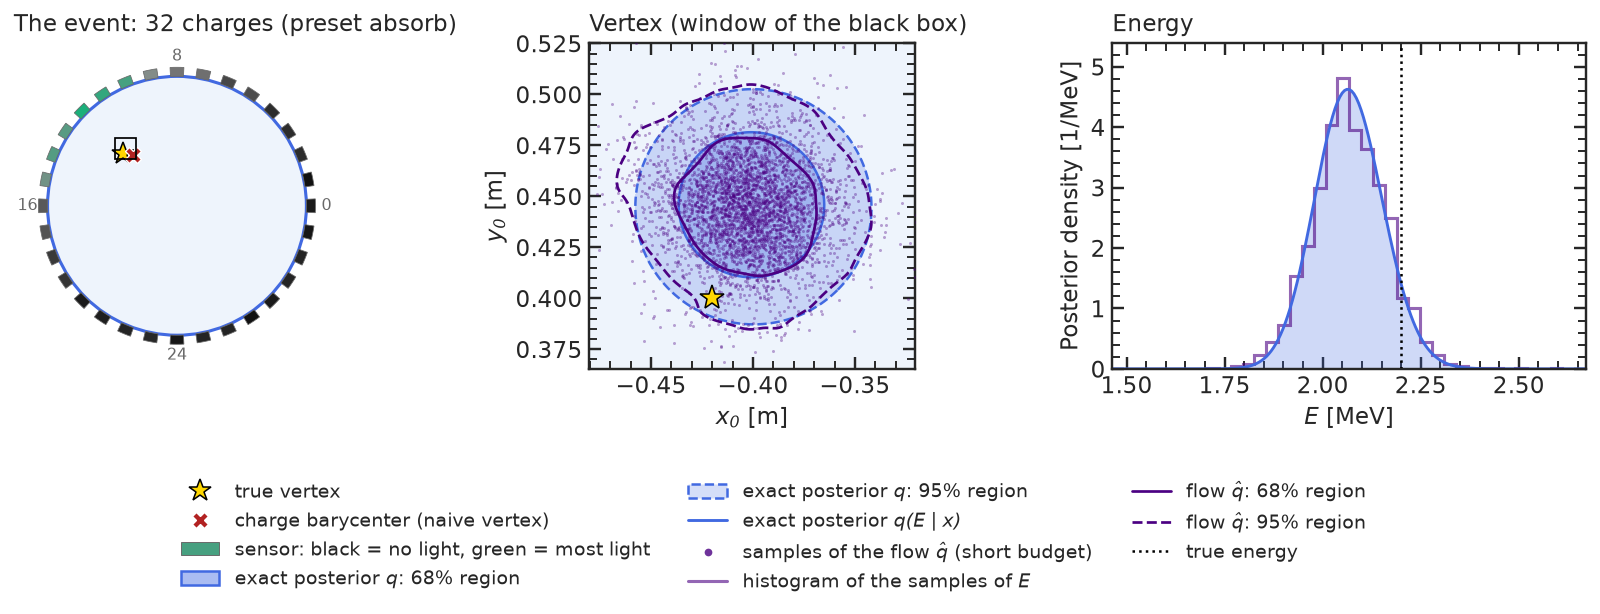 The event: 32 charges (preset absorb)
8
16
0
24
Vertex (window of the black box)
0.525
0.500
0.475
0.450
0.425
0.400
0.375
y₀ [m]
−0.45
−0.40
−0.35
x₀ [m]
Energy
5
4
3
2
1
0
Posterior density [1/MeV]
1.50
1.75
2.00
2.25
2.50
E [MeV]
true vertex
charge barycenter (naive vertex)
sensor: black = no light, green = most light
exact posterior q: 68% region
exact posterior q: 95% region
exact posterior q(E | x)
samples of the flow q̂ (short budget)
histogram of the samples of E
flow q̂: 68% region
flow q̂: 95% region
true energy